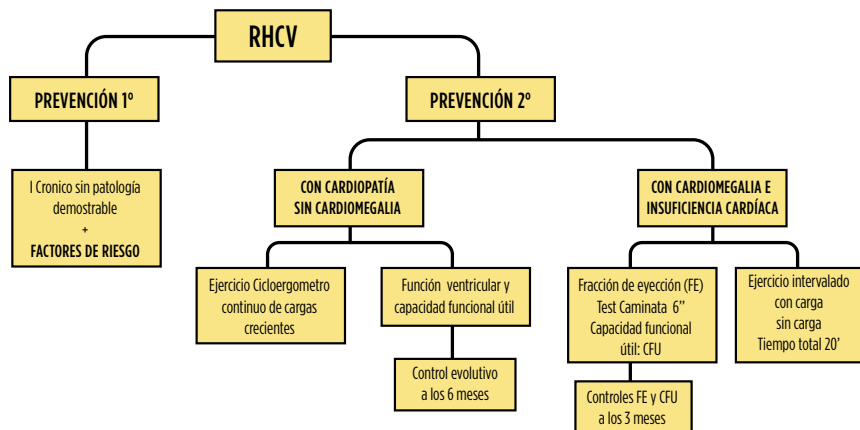 RHCV
PREVENCIÓN 1º
PREVENCIÓN 2º
I Cronico sin patología
demostrable
+
FACTORES DE RIESGO
CON CARDIOPATÍA
SIN CARDIOMEGALIA
CON CARDIOMEGALIA E
INSUFICIENCIA CARDÍACA
Ejercicio Cicloergometro
continuo de cargas
crecientes
Función ventricular y
capacidad funcional útil
Fracción de eyección (FE)
Test Caminata 6”
Capacidad funcional
útil: CFU
Ejercicio intervalado
con carga
sin carga
Tiempo total 20’
Control evolutivo
a los 6 meses
Controles FE y CFU
a los 3 meses